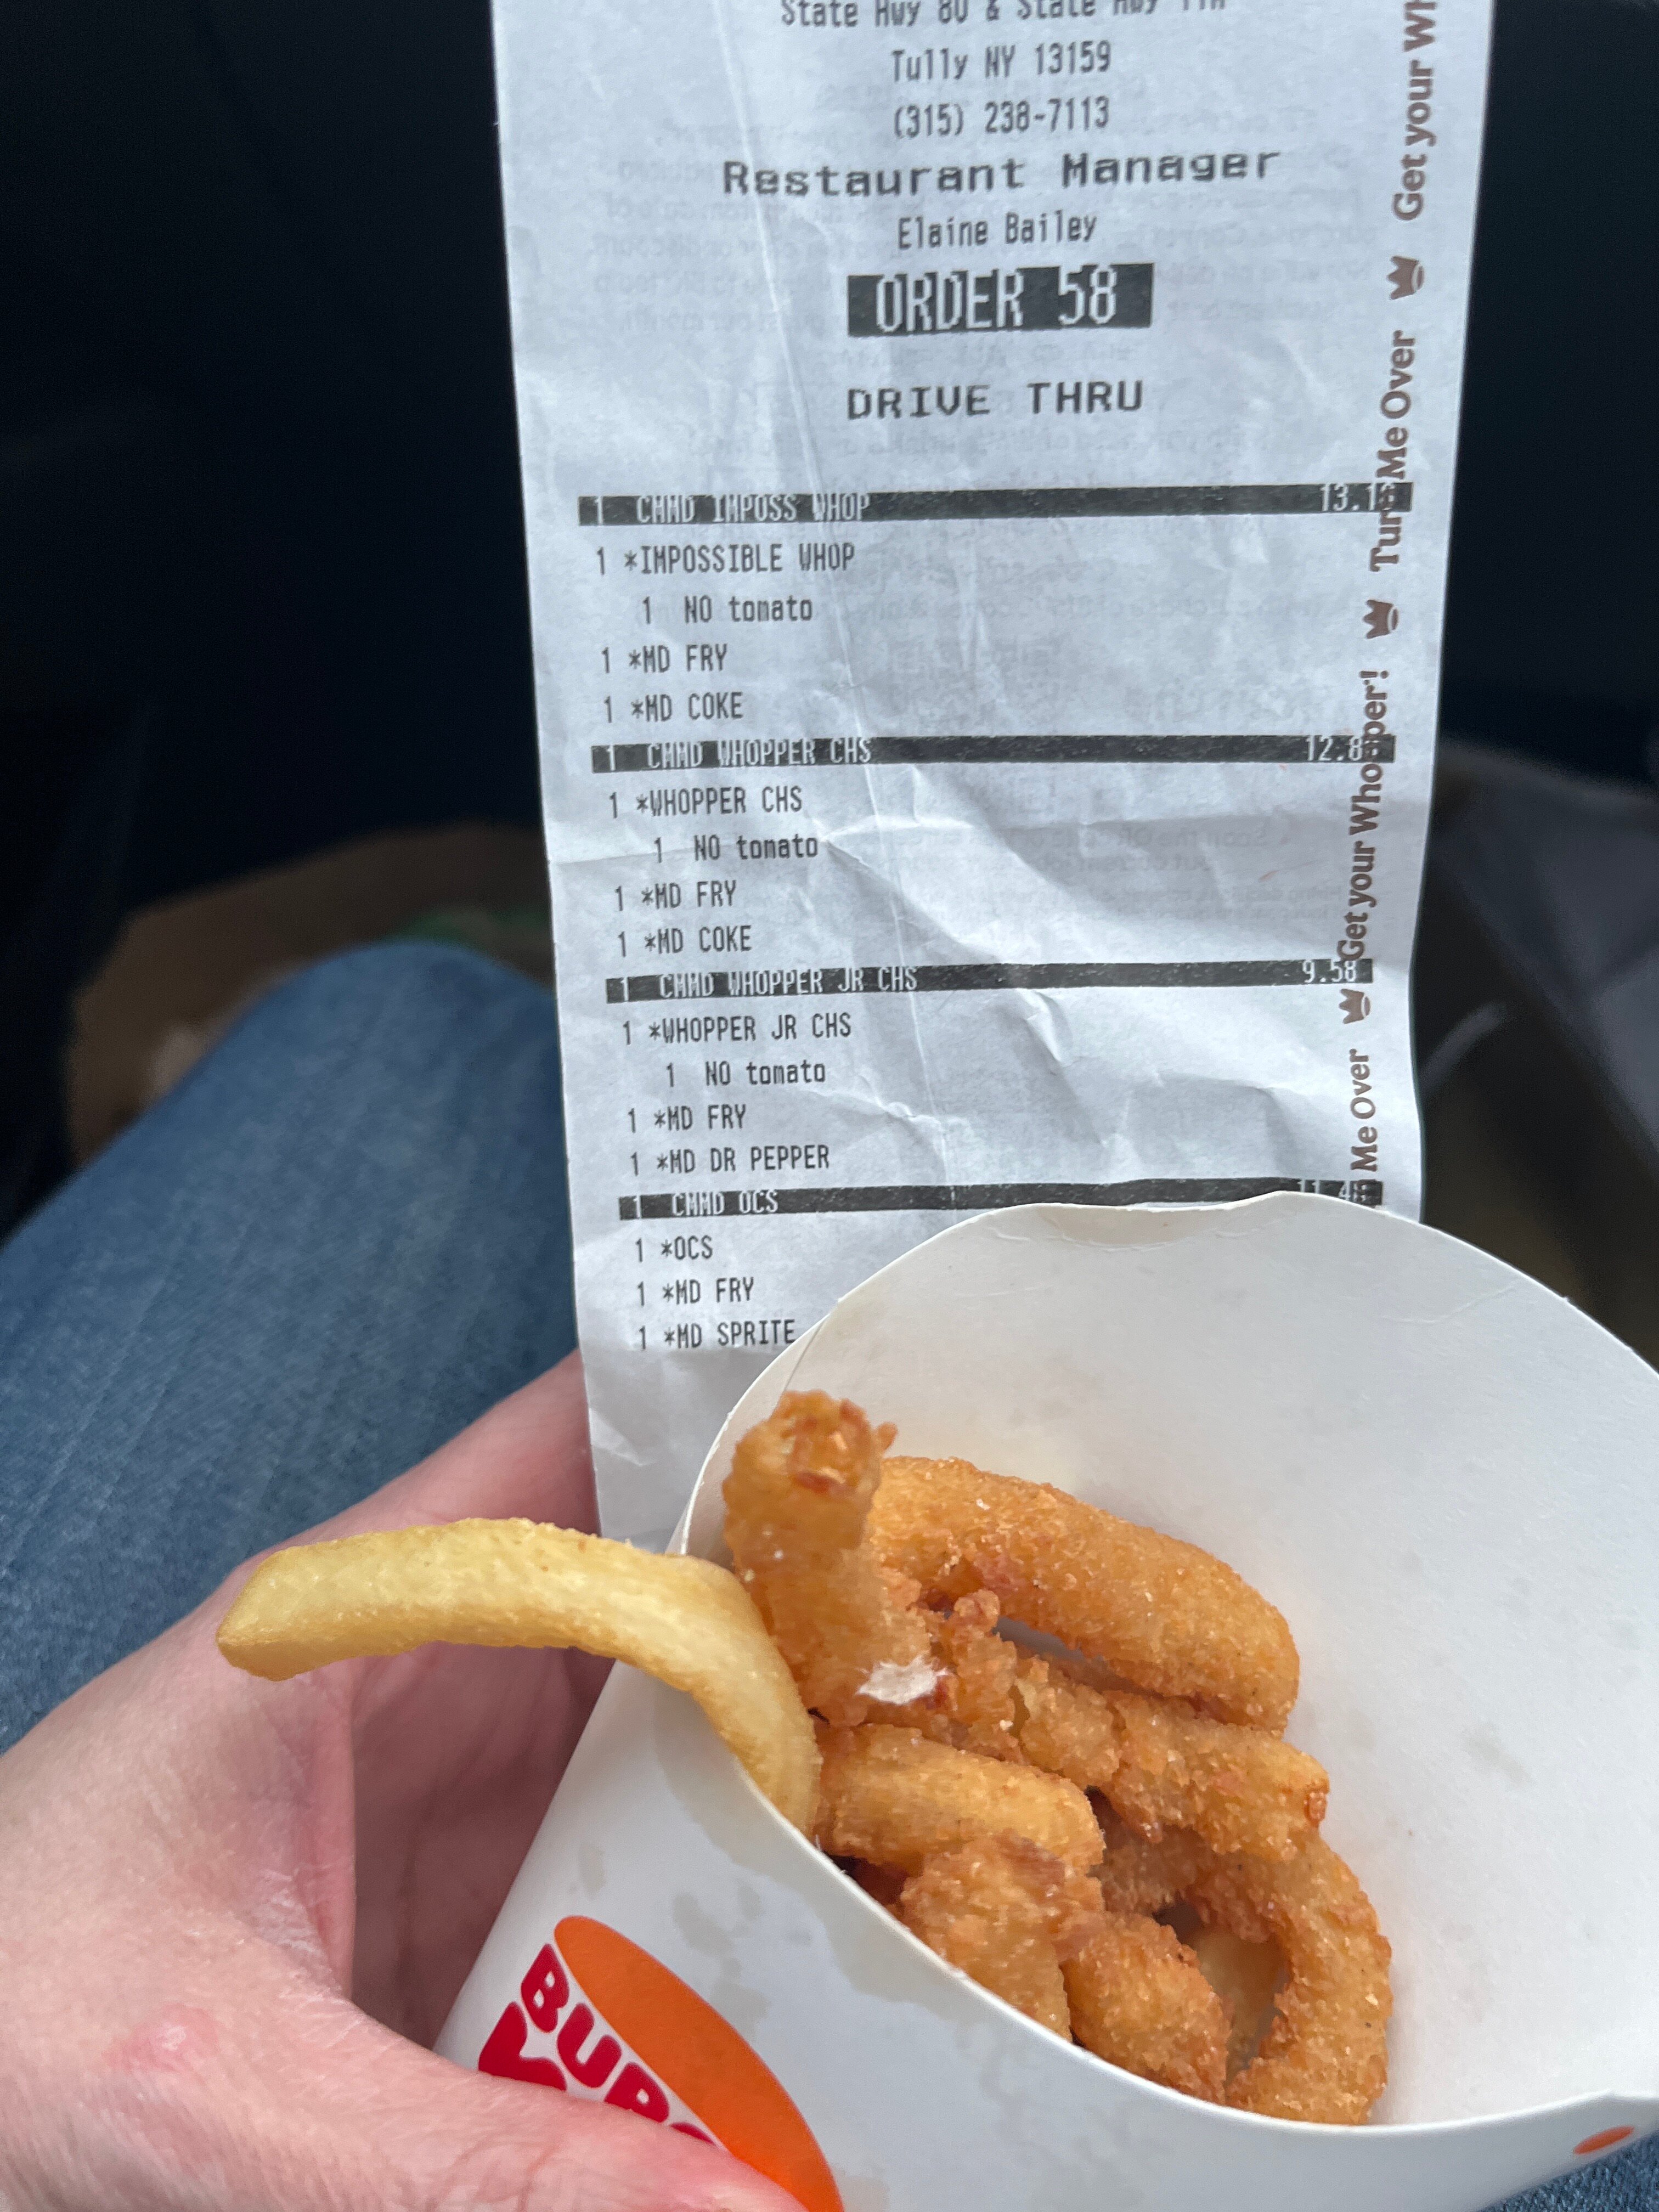 State Hwy 80 & State Hwy 11A
Tully NY 13159
(315) 238-7113
Restaurant Manager
Elaine Bailey
ORDER 58
DRIVE THRU
1 CMMD IMPOSS WHOP 13.1
1 *IMPOSSIBLE WHOP
1 NO tomato
1 *MD FRY
1 *MD COKE
1 CMMD WHOPPER CHS 12.8
1 *WHOPPER CHS
1 NO tomato
1 *MD FRY
1 *MD COKE
1 CMMD WHOPPER JR CHS 9.58
1 *WHOPPER JR CHS
1 NO tomato
1 *MD FRY
1 *MD DR PEPPER
1 CMMD OCS
1 *OCS
1 *MD FRY
1 *MD SPRITE
Me Over Get your Whopper! Turn Me Over Get your Wh
BURG